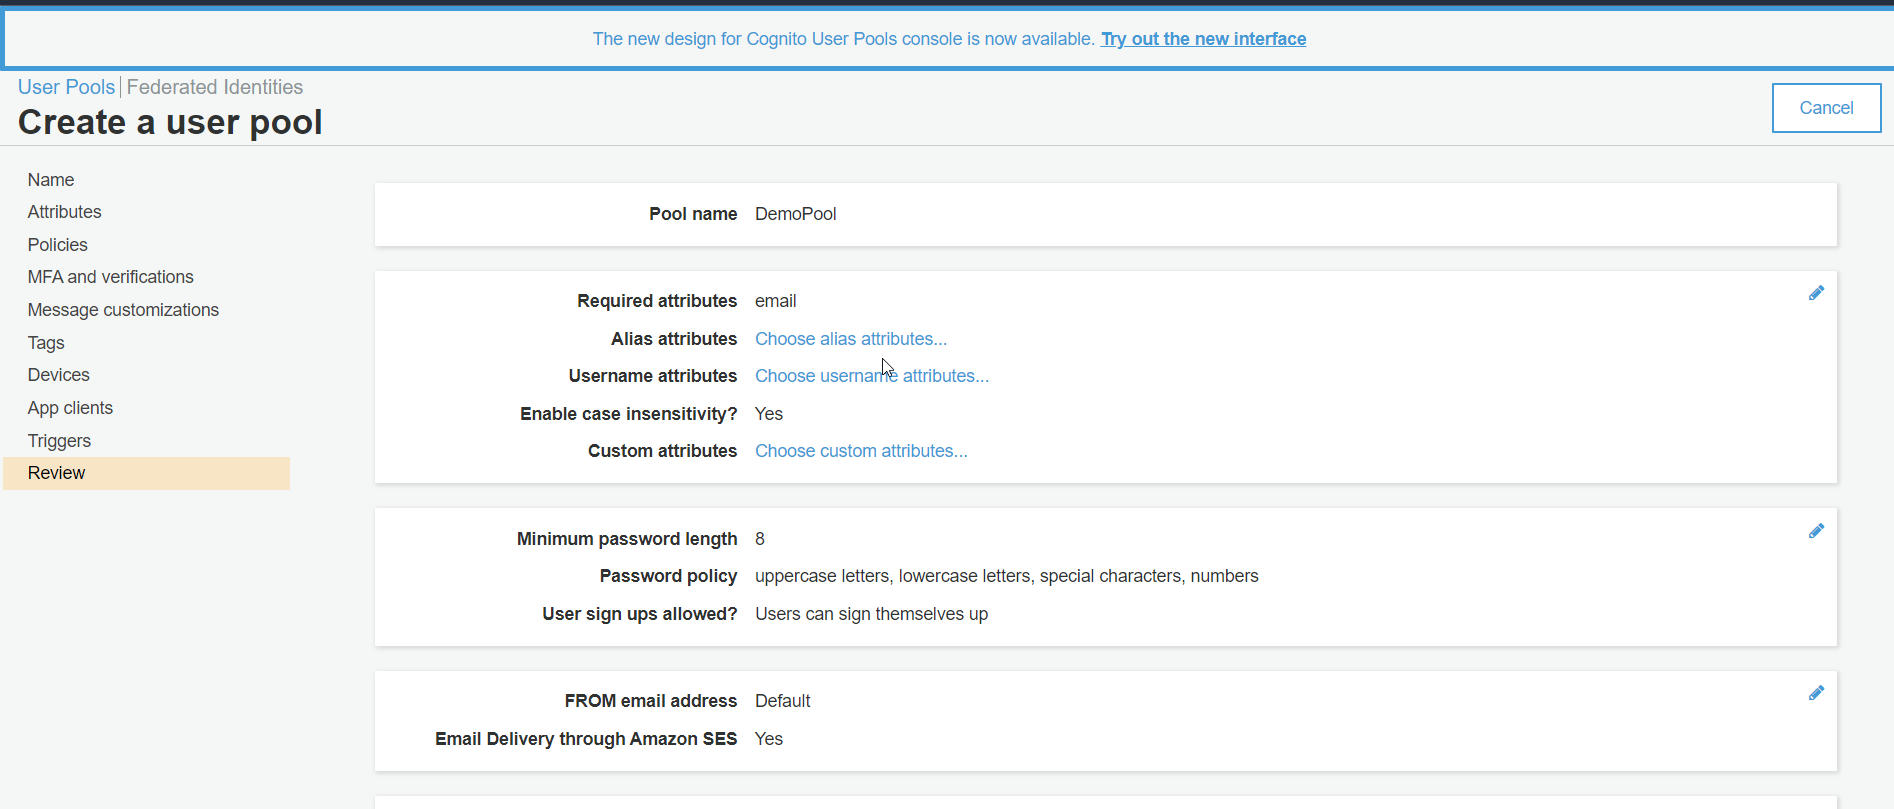 The new design for Cognito User Pools console is now available. Try out the new interface
User Pools | Federated Identities
Create a user pool
Cancel
Name
Attributes
Policies
MFA and verifications
Message customizations
Tags
Devices
App clients
Triggers
Review
Pool name DemoPool
Required attributes email
Alias attributes Choose alias attributes...
Username attributes Choose username attributes...
Enable case insensitivity? Yes
Custom attributes Choose custom attributes...
Minimum password length 8
Password policy uppercase letters, lowercase letters, special characters, numbers
User sign ups allowed? Users can sign themselves up
FROM email address Default
Email Delivery through Amazon SES Yes